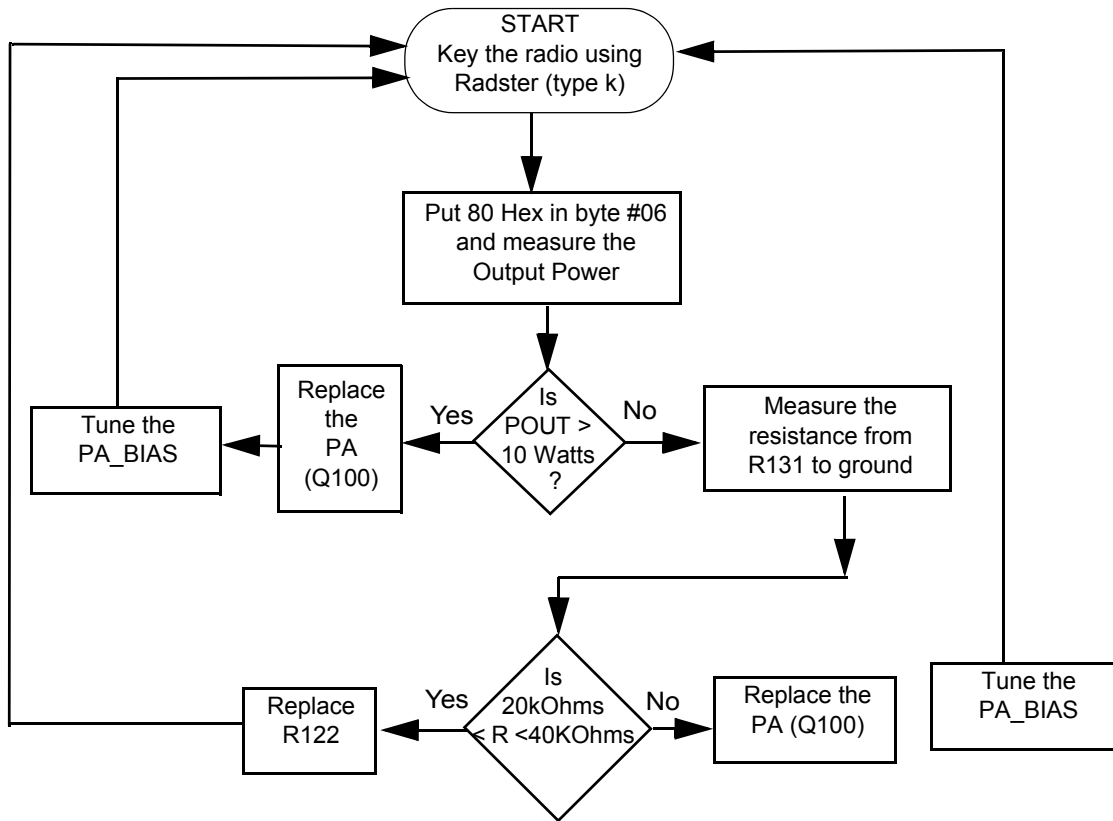 START
Key the radio using
Radster (type k)
Put 80 Hex in byte #06
and measure the
Output Power
Is
POUT >
10 Watts
?
Yes
No
Replace
the
PA
(Q100)
Tune the
PA_BIAS
Measure the
resistance from
R131 to ground
Is
20kOhms
< R <40KOhms
Yes
No
Replace
R122
Replace the
PA (Q100)
Tune the
PA_BIAS